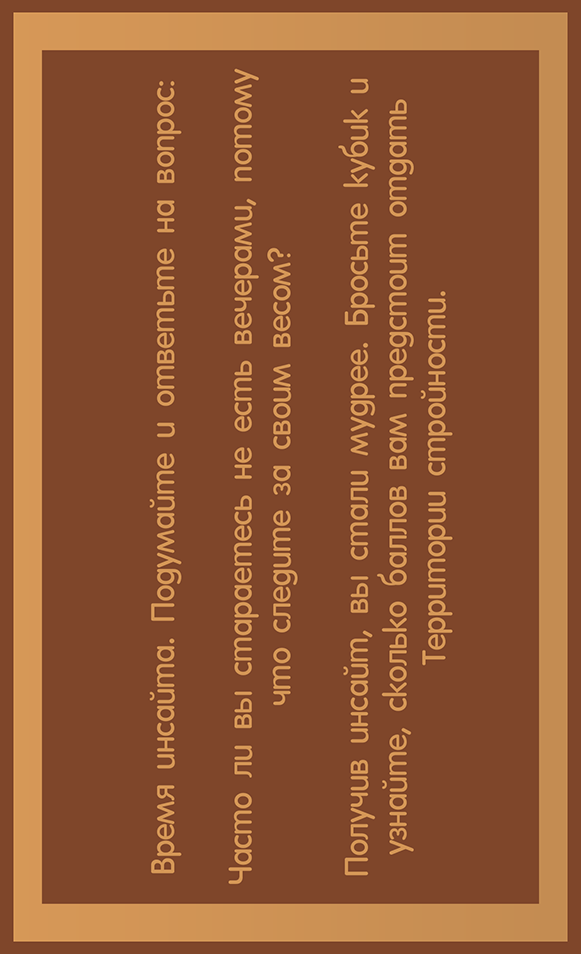 Время инсайта. Подумайте и ответьте на вопрос:
Часто ли вы стараетесь не есть вечерами, потому
что следите за своим весом?
Получив инсайт, вы стали мудрее. Бросьте кубик и
узнайте, сколько баллов вам предстоит отдать
Территории стройности.